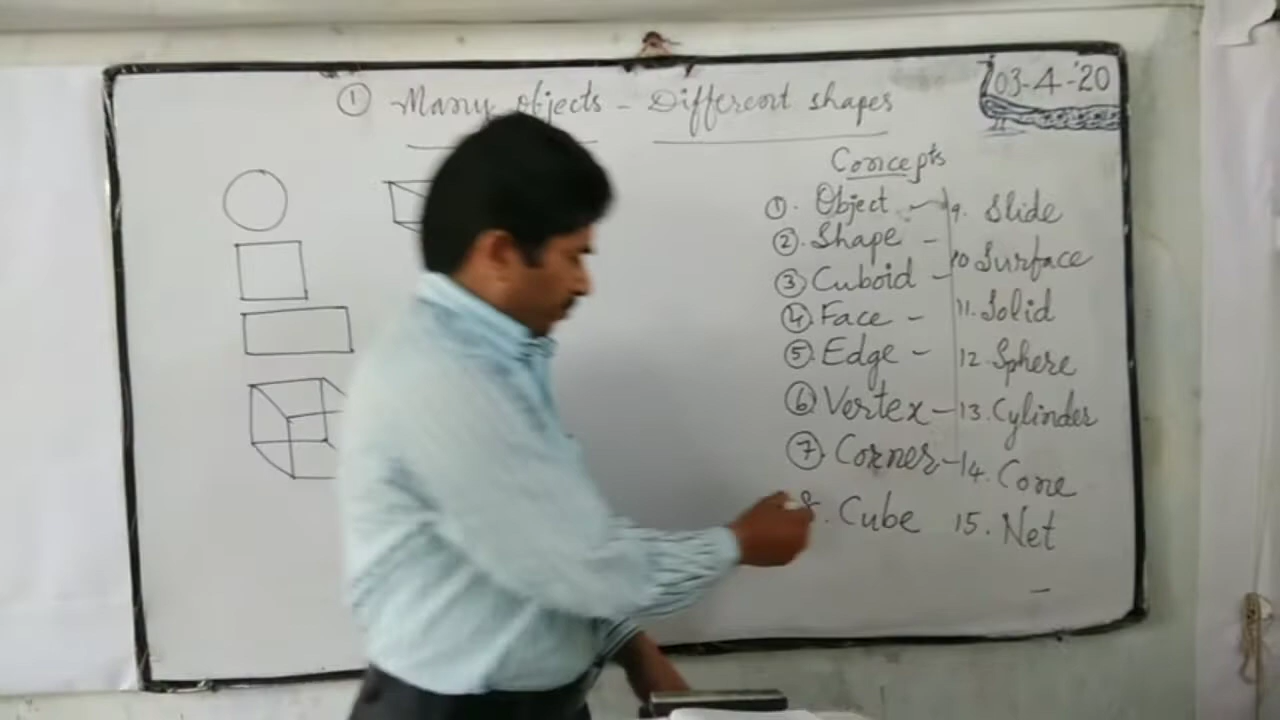 ① Many objects - Different shapes
03-4-'20
Concepts
①. Object -
②. Shape -
③ Cuboid -
④. Face -
⑤. Edge -
⑥ Vertex -
⑦. Corner -
8. Cube
9. Slide
10 Surface
11. Solid
12 Sphere
13. Cylinder
14. Cone
15. Net